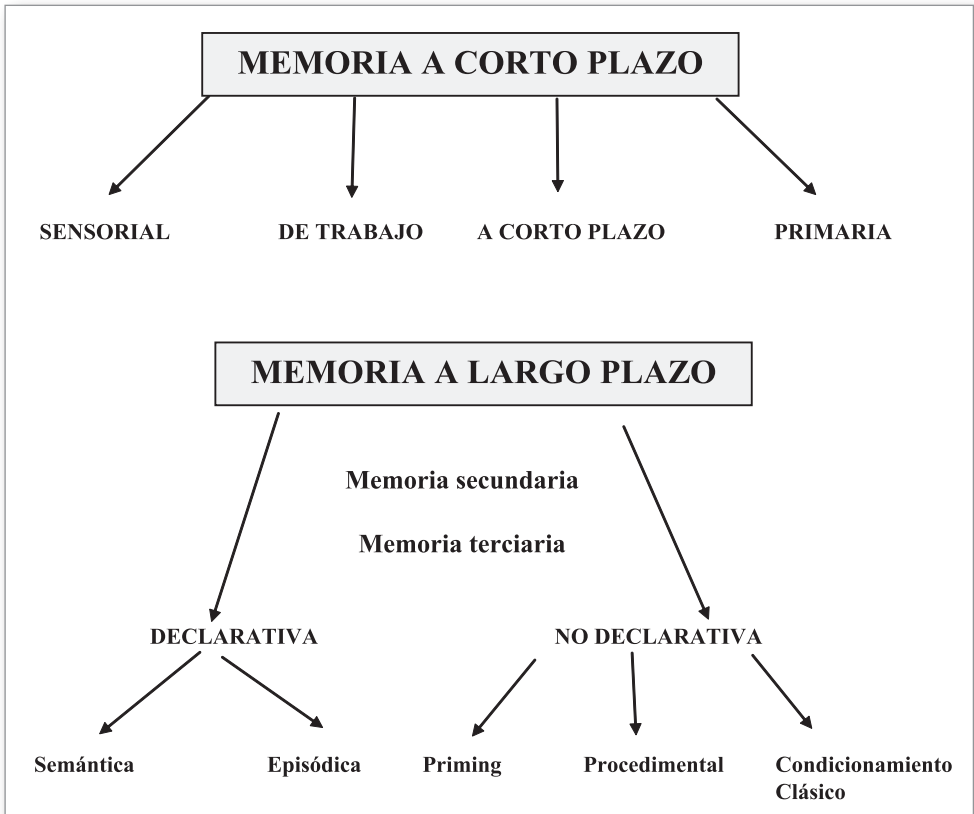 MEMORIA A CORTO PLAZO
SENSORIAL
DE TRABAJO
A CORTO PLAZO
PRIMARIA
MEMORIA A LARGO PLAZO
Memoria secundaria
Memoria terciaria
DECLARATIVA
NO DECLARATIVA
Semántica
Episódica
Priming
Procedimental
Condicionamiento
Clásico